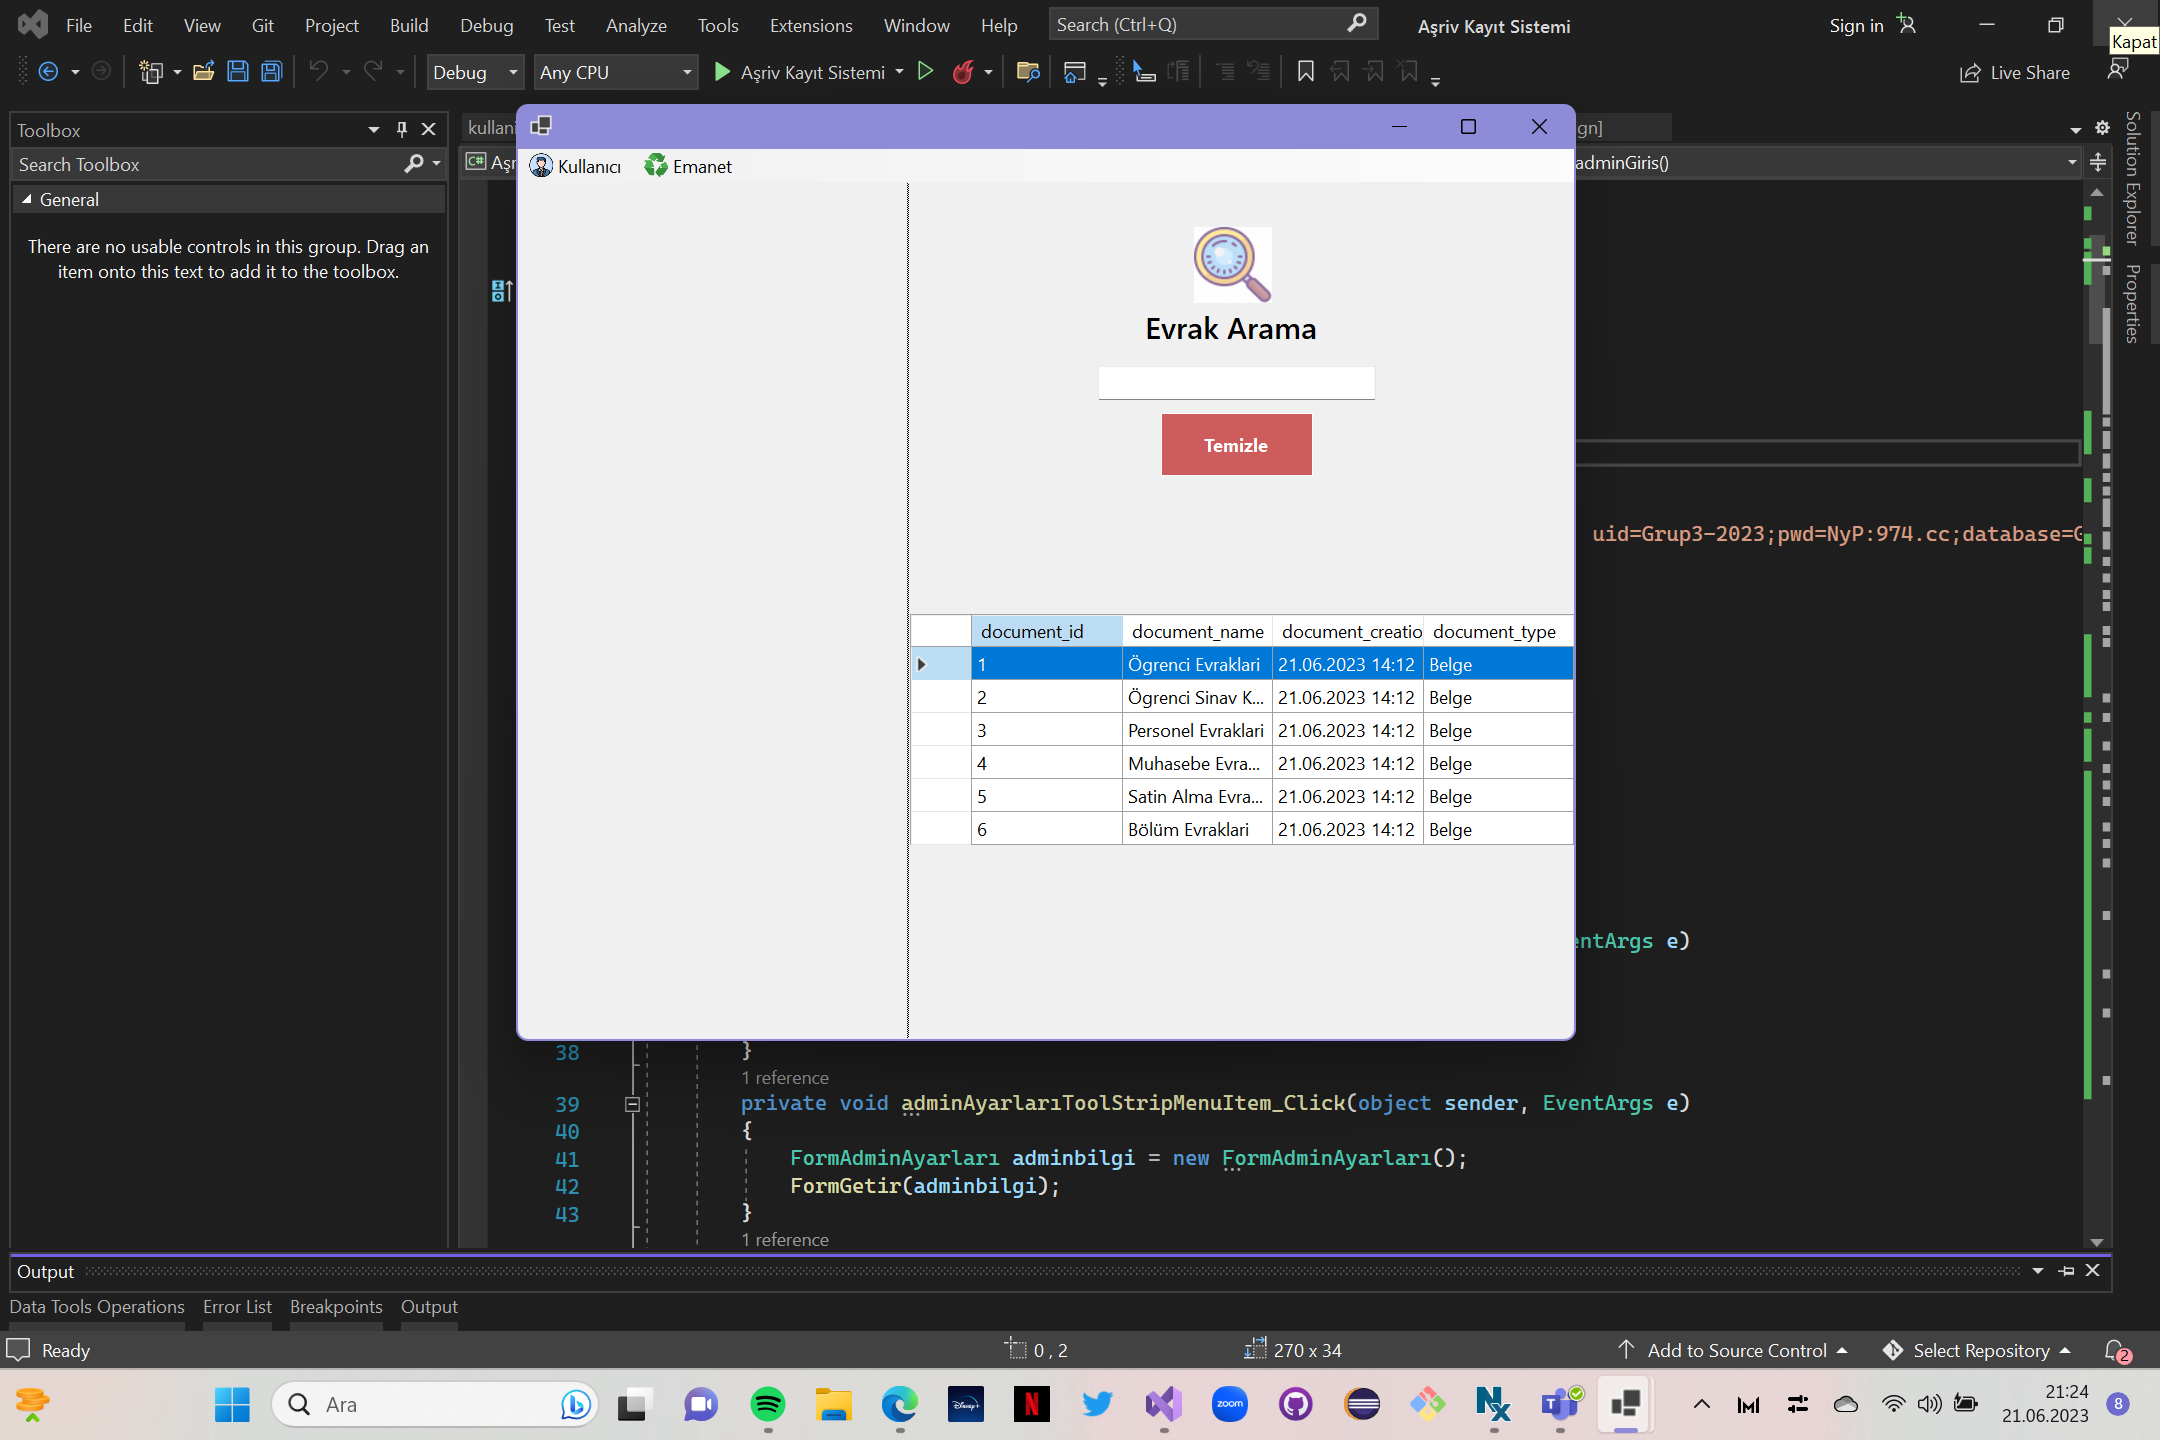 File Edit View Git Project Build Debug Test Analyze Tools Extensions Window Help Search (Ctrl+Q) Aşriv Kayıt Sistemi Sign in
Kapat
Debug Any CPU Aşriv Kayıt Sistemi Live Share
Toolbox
Search Toolbox
General
There are no usable controls in this group. Drag an
item onto this text to add it to the toolbox.
kullani
gn]
C# Aşr
adminGiris()
Solution Explorer
Properties
Kullanıcı Emanet
Evrak Arama
Temizle
uid=Grup3-2023;pwd=NyP:974.cc;database=G
document_id document_name document_creatio document_type
1 Ögrenci Evraklari 21.06.2023 14:12 Belge
2 Ögrenci Sinav K... 21.06.2023 14:12 Belge
3 Personel Evraklari 21.06.2023 14:12 Belge
4 Muhasebe Evra... 21.06.2023 14:12 Belge
5 Satin Alma Evra... 21.06.2023 14:12 Belge
6 Bölüm Evraklari 21.06.2023 14:12 Belge
entArgs e)
38 }
1 reference
39 private void adminAyarlarıToolStripMenuItem_Click(object sender, EventArgs e)
40 {
41 FormAdminAyarları adminbilgi = new FormAdminAyarları();
42 FormGetir(adminbilgi);
43 }
1 reference
Output
Data Tools Operations Error List Breakpoints Output
Ready 0 , 2 270 x 34 Add to Source Control Select Repository 2
Ara
Disney+
N
zoom
21:24
21.06.2023
8